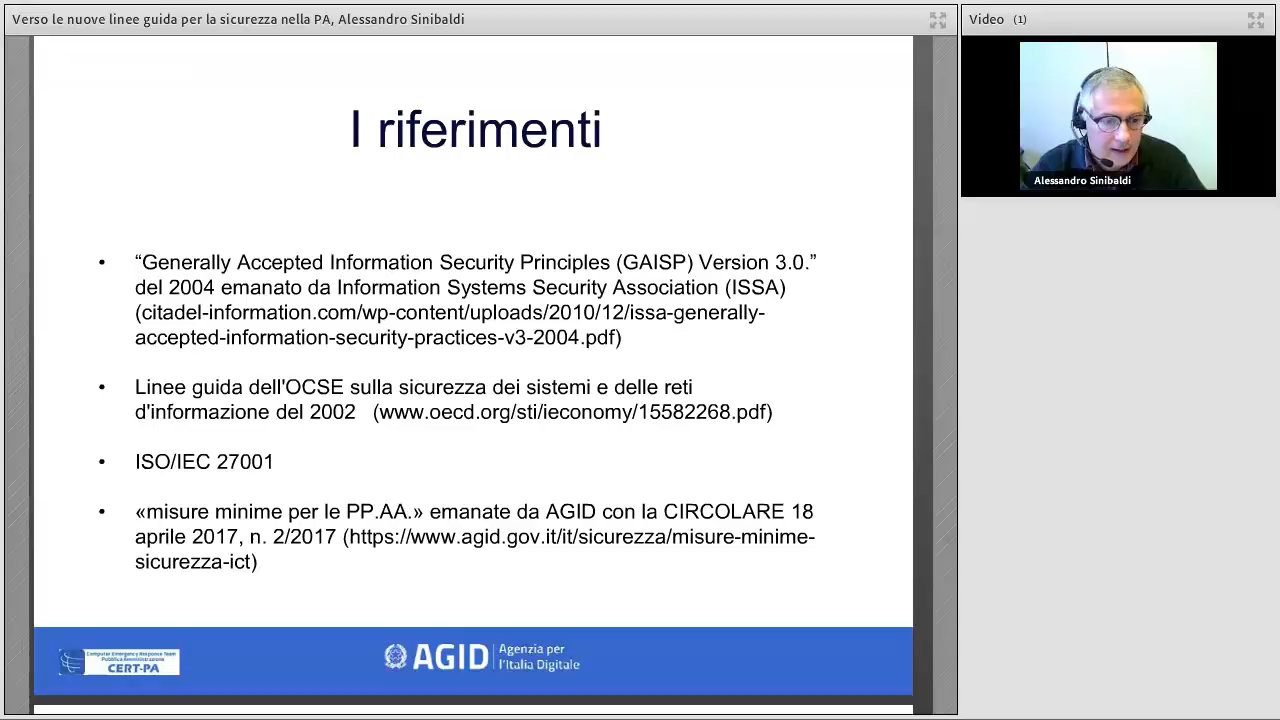 Verso le nuove linee guida per la sicurezza nella PA, Alessandro Sinibaldi
Video (1)
Alessandro Sinibaldi
I riferimenti
• “Generally Accepted Information Security Principles (GAISP) Version 3.0.”
del 2004 emanato da Information Systems Security Association (ISSA)
(citadel-information.com/wp-content/uploads/2010/12/issa-generally-
accepted-information-security-practices-v3-2004.pdf)
• Linee guida dell'OCSE sulla sicurezza dei sistemi e delle reti
d'informazione del 2002 (www.oecd.org/sti/ieconomy/15582268.pdf)
• ISO/IEC 27001
• «misure minime per le PP.AA.» emanate da AGID con la CIRCOLARE 18
aprile 2017, n. 2/2017 (https://www.agid.gov.it/it/sicurezza/misure-minime-
sicurezza-ict)
Computer Emergency Response Team
Pubblica Amministrazione
CERT-PA
AGID
Agenzia per
l'Italia Digitale